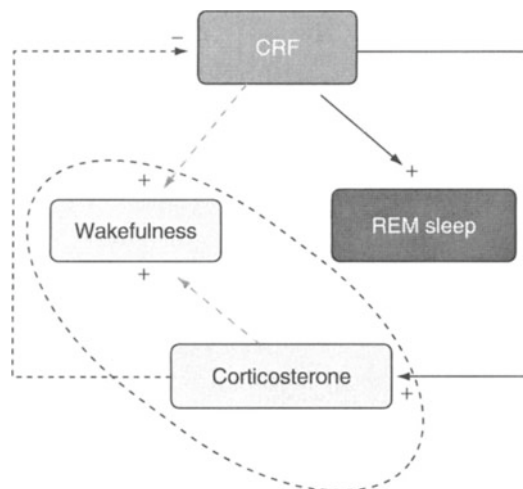 −
CRF
+
+
Wakefulness
REM sleep
+
Corticosterone
+